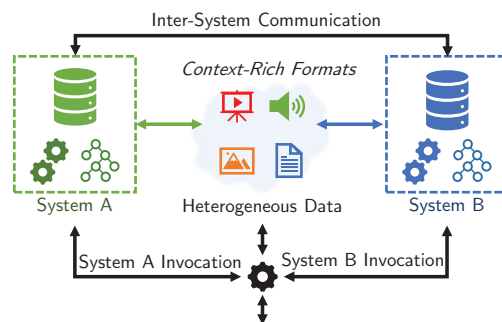 Inter-System Communication
Context-Rich Formats
System A
System B
Heterogeneous Data
System A Invocation
System B Invocation